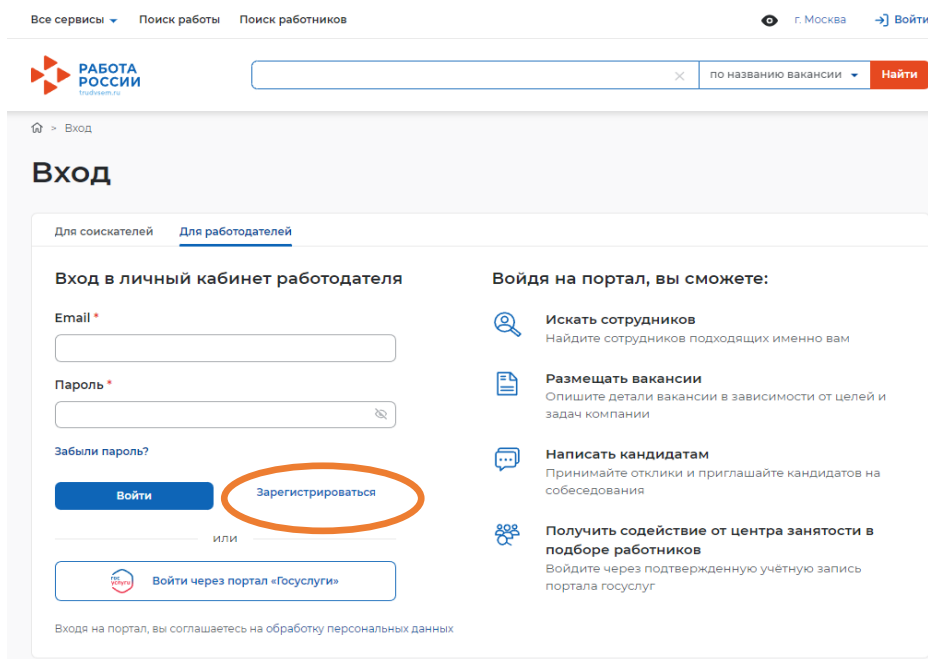 Все сервисы Поиск работы Поиск работников г. Москва Войти
РАБОТА
РОССИИ
trudvsem.ru
по названию вакансии Найти
> Вход
Вход
Для соискателей Для работодателей
Вход в личный кабинет работодателя
Email *
Пароль *
Забыли пароль?
Войти Зарегистрироваться
или
гос услуги Войти через портал «Госуслуги»
Входя на портал, вы соглашаетесь на обработку персональных данных
Войдя на портал, вы сможете:
Искать сотрудников
Найдите сотрудников подходящих именно вам
Размещать вакансии
Опишите детали вакансии в зависимости от целей и
задач компании
Написать кандидатам
Принимайте отклики и приглашайте кандидатов на
собеседования
Получить содействие от центра занятости в
подборе работников
Войдите через подтвержденную учётную запись
портала госуслуг